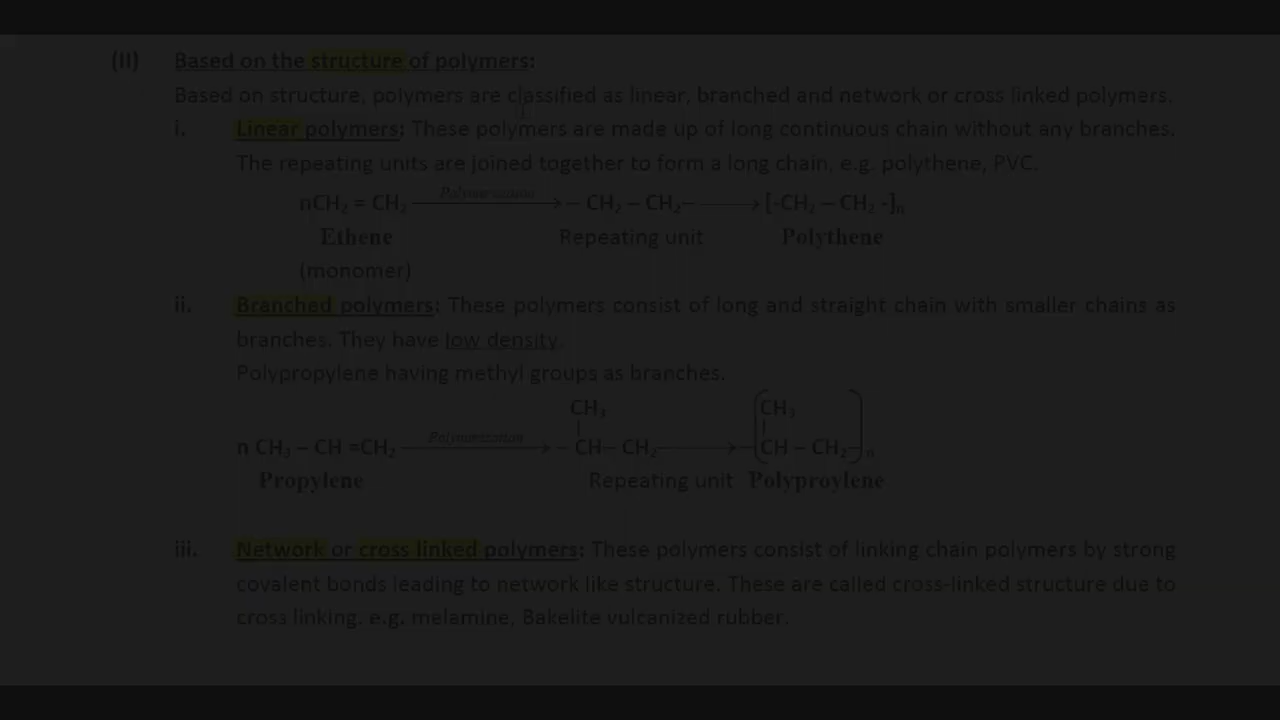 (II) Based on the structure of polymers:
Based on structure, polymers are classified as linear, branched and network or cross linked polymers.
i. Linear polymers: These polymers are made up of long continuous chain without any branches.
The repeating units are joined together to form a long chain, e.g. polythene, PVC.
nCH₂ = CH₂ Polymerization – CH₂ – CH₂– [-CH₂ – CH₂ -]ₙ
Ethene Repeating unit Polythene
(monomer)
ii. Branched polymers: These polymers consist of long and straight chain with smaller chains as
branches. They have low density.
Polypropylene having methyl groups as branches.
CH₃ CH₃
n CH₃ – CH =CH₂ Polymerization – CH– CH₂ –CH – CH₂– n
Propylene Repeating unit Polyproylene
iii. Network or cross linked polymers: These polymers consist of linking chain polymers by strong
covalent bonds leading to network like structure. These are called cross-linked structure due to
cross linking. e.g. melamine, Bakelite vulcanized rubber.